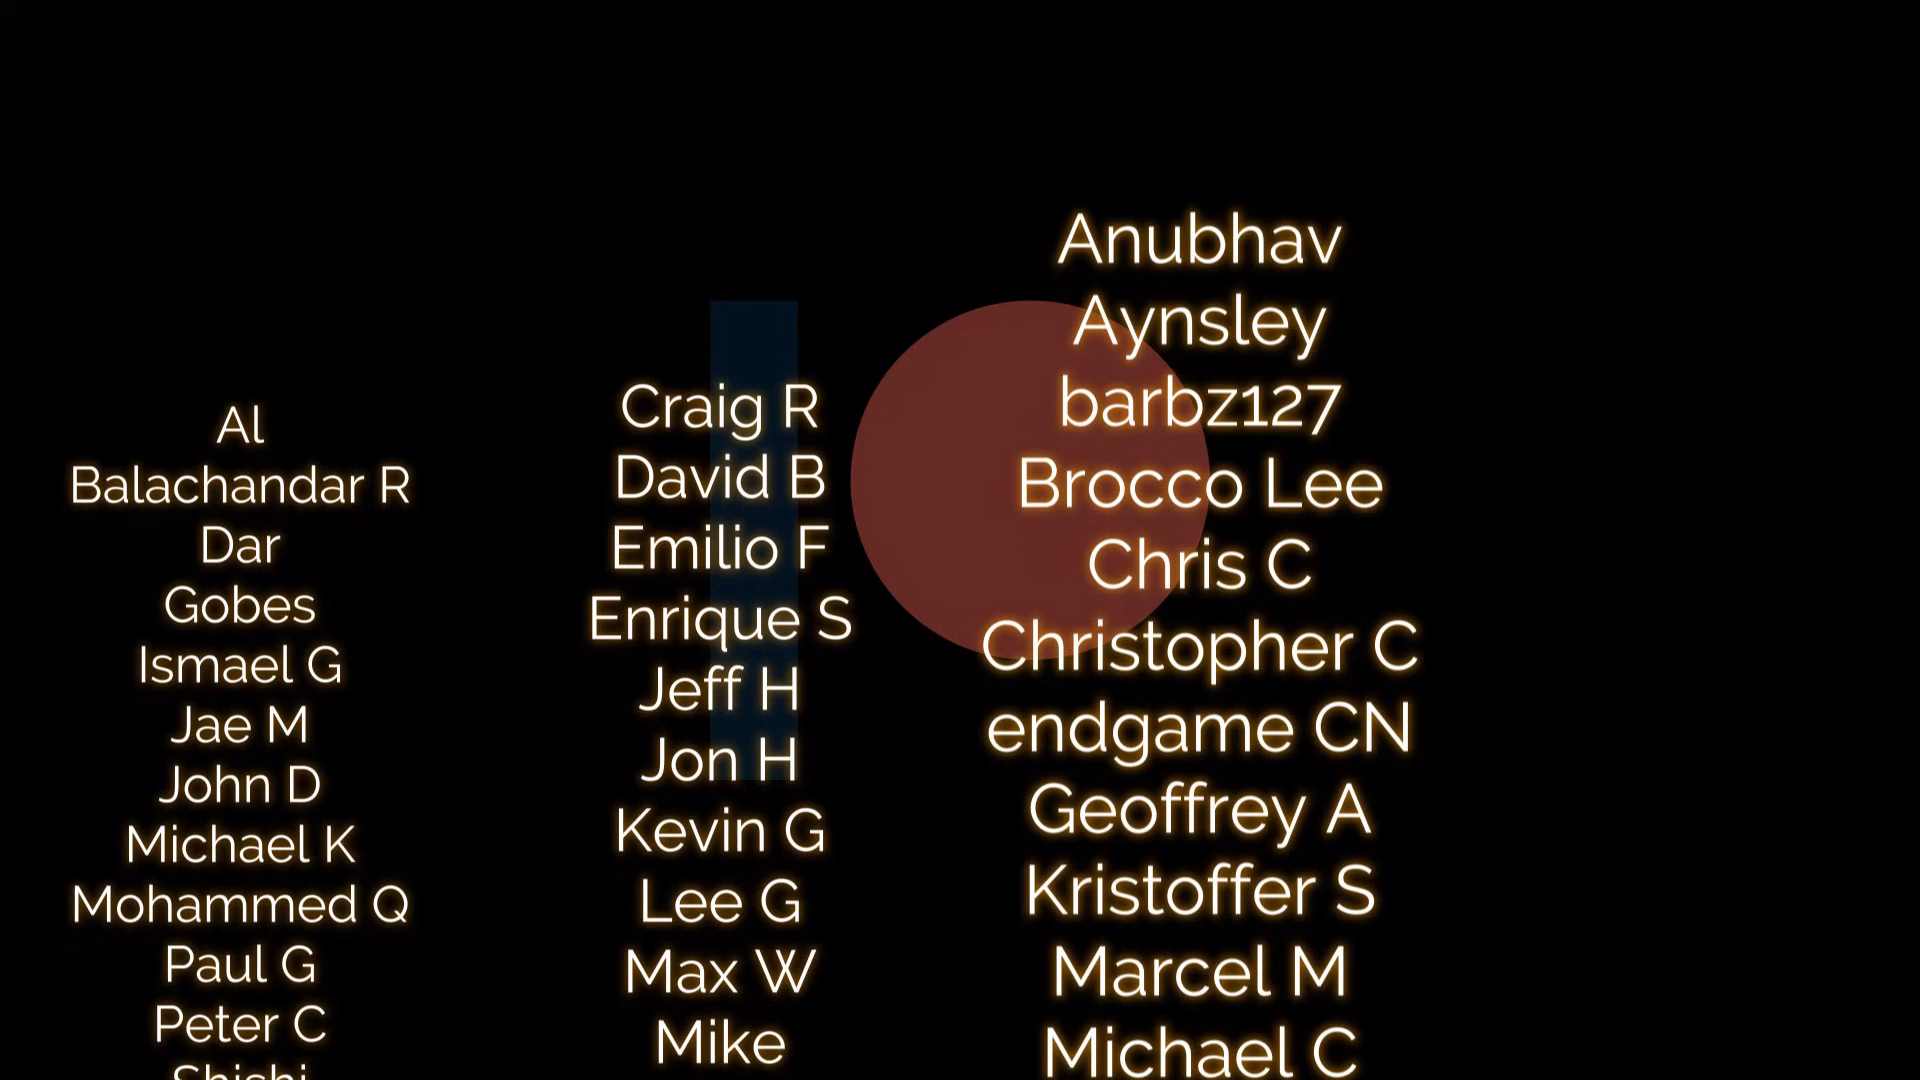 Al
Balachandar R
Dar
Gobes
Ismael G
Jae M
John D
Michael K
Mohammed Q
Paul G
Peter C
Shishi
Craig R
David B
Emilio F
Enrique S
Jeff H
Jon H
Kevin G
Lee G
Max W
Mike
Anubhav
Aynsley
barbz127
Brocco Lee
Chris C
Christopher C
endgame CN
Geoffrey A
Kristoffer S
Marcel M
Michael C